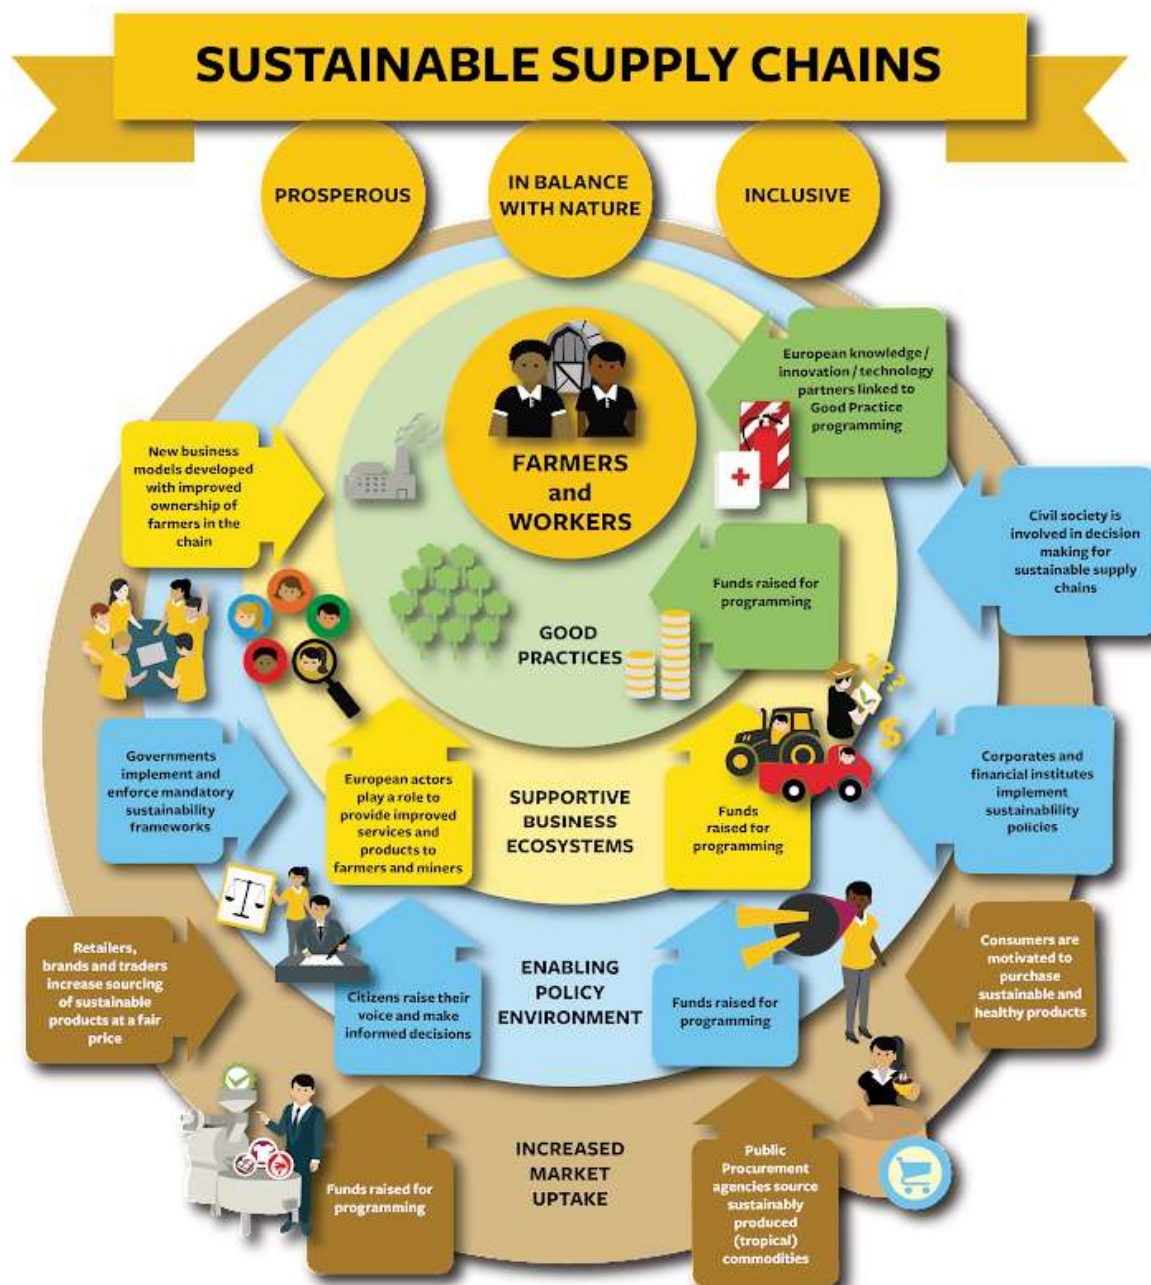 SUSTAINABLE SUPPLY CHAINS
PROSPEROUS
IN BALANCE
WITH NATURE
INCLUSIVE
FARMERS
and
WORKERS
European knowledge /
innovation / technology
partners linked to
Good Practice
programming
New business
models developed
with improved
ownership of
farmers in the
chain
Civil society is
involved in decision
making for
sustainable supply
chains
Funds raised for
programming
GOOD
PRACTICES
???
$
Governments
implement and
enforce mandatory
sustainability
frameworks
European actors
play a role to
provide improved
services and
products to
farmers and miners
SUPPORTIVE
BUSINESS
ECOSYSTEMS
Funds
raised for
programming
Corporates and
financial institutes
implement
sustainablility
policies
Retailers,
brands and traders
increase sourcing
of sustainable
products at a fair
price
Citizens raise their
voice and make
informed decisions
ENABLING
POLICY
ENVIRONMENT
Funds raised for
programming
Consumers are
motivated to
purchase
sustainable and
healthy products
Funds raised for
programming
INCREASED
MARKET
UPTAKE
Public
Procurement
agencies source
sustainably
produced
(tropical)
commodities